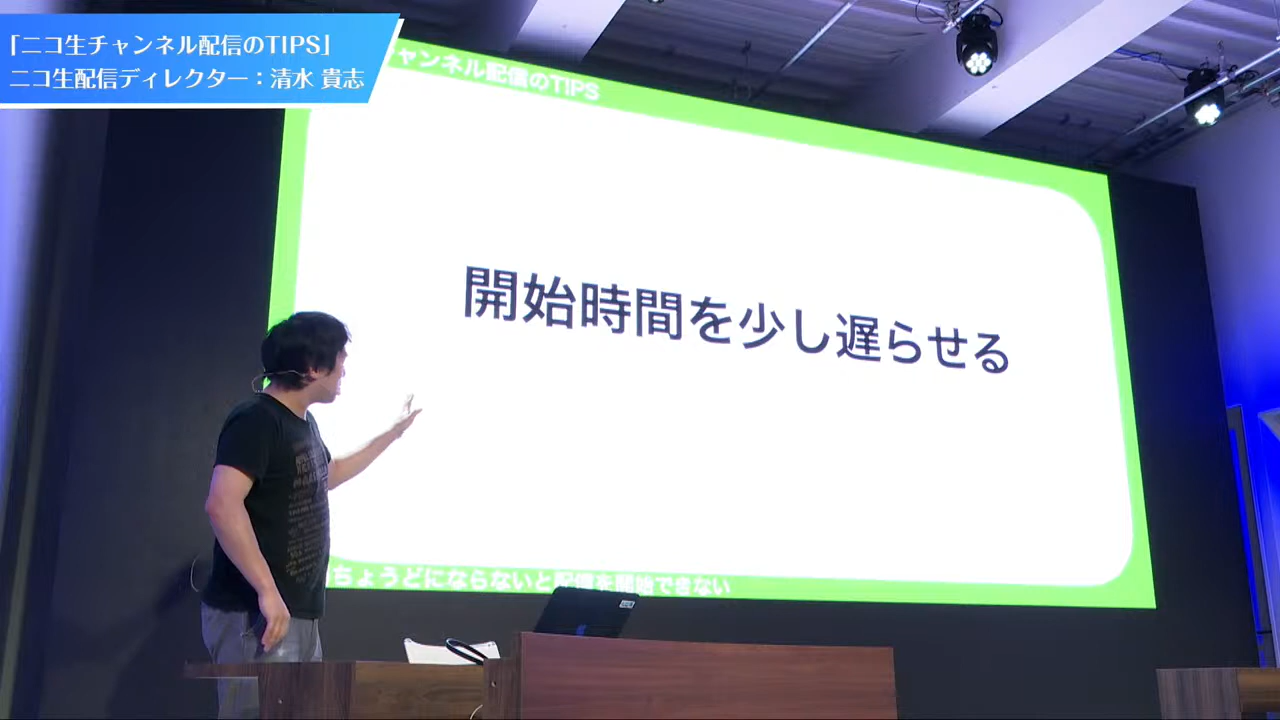 「ニコ生チャンネル配信のTIPS」
ニコ生配信ディレクター：清水 貴志
チャンネル配信のTIPS
開始時間を少し遅らせる
ちょうどにならないと配信を開始できない